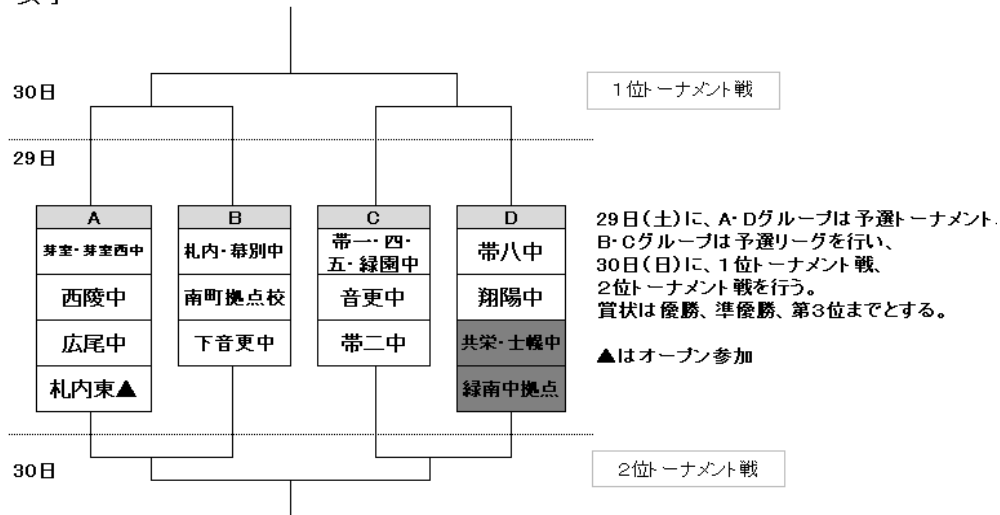 30日
1位トーナメント戦
29日
A
B
C
D
芽室・芽室西中
札内・幕別中
帯一・四・
五・緑園中
帯八中
西陵中
南町拠点校
音更中
翔陽中
広尾中
下音更中
帯二中
共栄・士幌中
札内東▲
緑南中拠点
29日(土)に、A・Dグループは予選トーナメント、
B・Cグループは予選リーグを行い、
30日(日)に、1位トーナメント戦、
2位トーナメント戦を行う。
賞状は優勝、準優勝、第3位までとする。
▲はオープン参加
30日
2位トーナメント戦